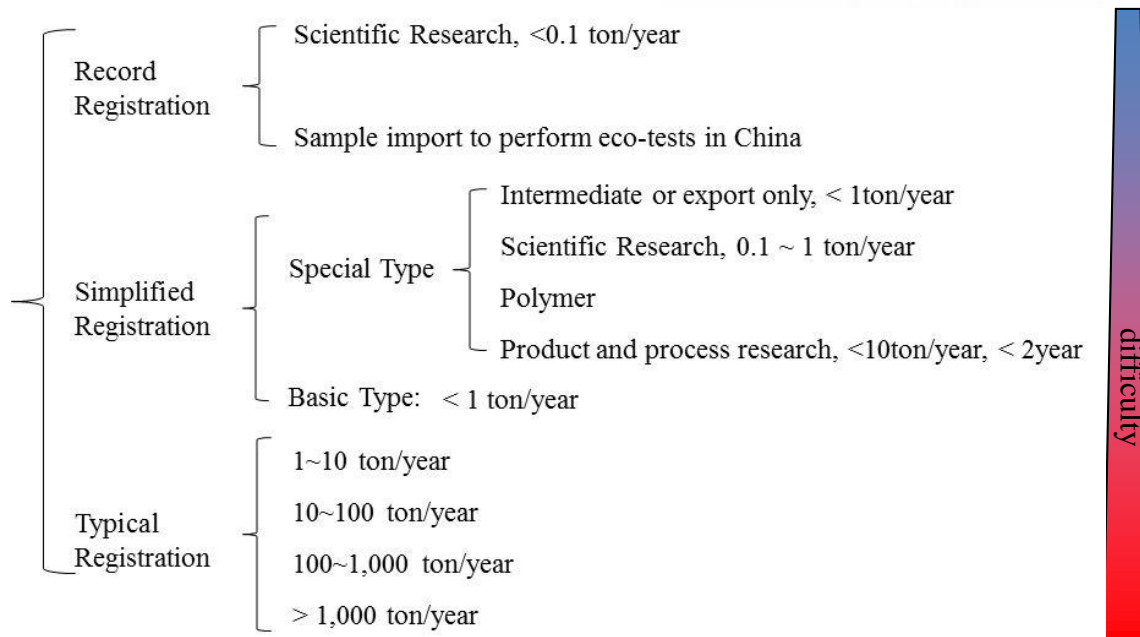 Scientific Research, <0.1 ton/year
Record
Registration
Sample import to perform eco-tests in China
Intermediate or export only, < 1ton/year
Scientific Research, 0.1 ~ 1 ton/year
Special Type
Simplified
Registration
Polymer
Product and process research, <10ton/year, < 2year
Basic Type: < 1 ton/year
1~10 ton/year
10~100 ton/year
Typical
Registration
100~1,000 ton/year
> 1,000 ton/year
difficulty